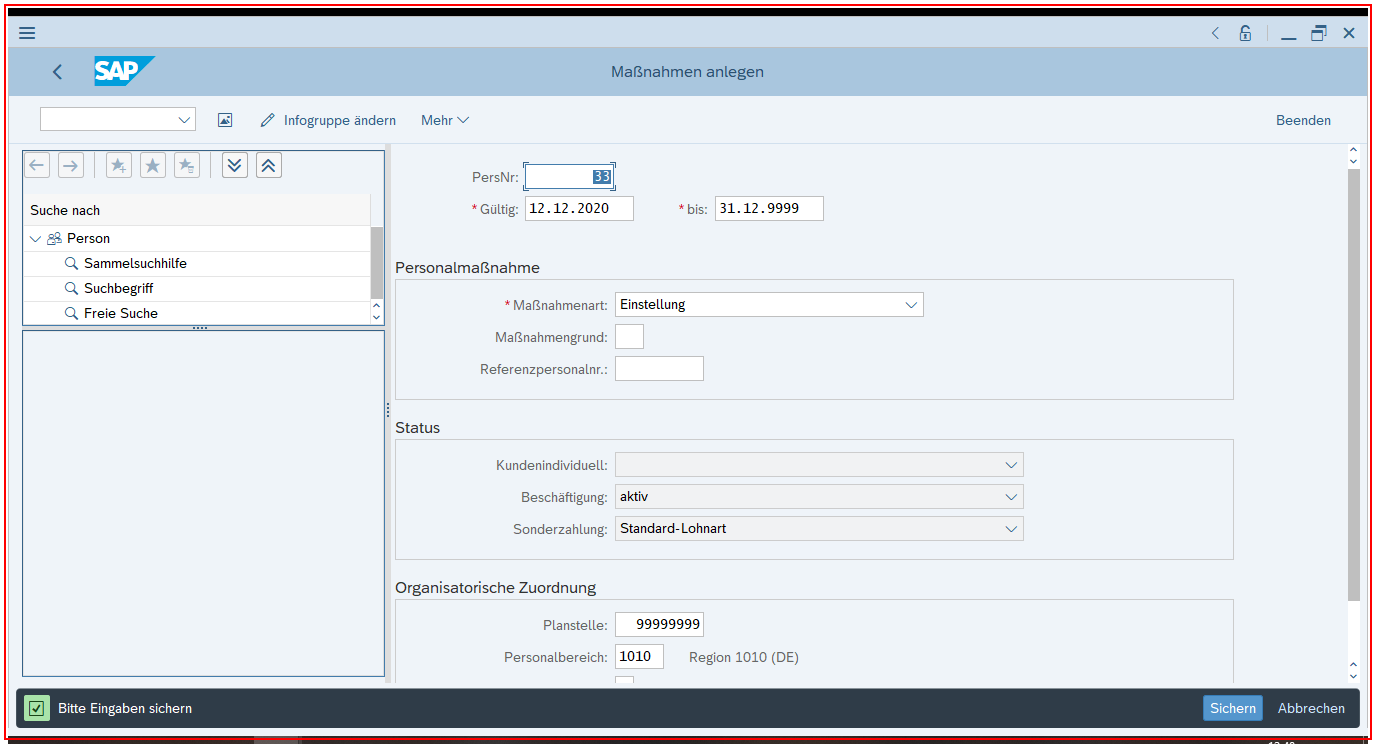 SAP
Maßnahmen anlegen
Infogruppe ändern Mehr Beenden
Suche nach
Person
Sammelsuchhilfe
Suchbegriff
Freie Suche
PersNr: 33
* Gültig: 12.12.2020 * bis: 31.12.9999
Personalmaßnahme
* Maßnahmenart: Einstellung
Maßnahmengrund:
Referenzpersonalnr.:
Status
Kundenindividuell:
Beschäftigung: aktiv
Sonderzahlung: Standard-Lohnart
Organisatorische Zuordnung
Planstelle: 99999999
Personalbereich: 1010 Region 1010 (DE)
Bitte Eingaben sichern Sichern Abbrechen